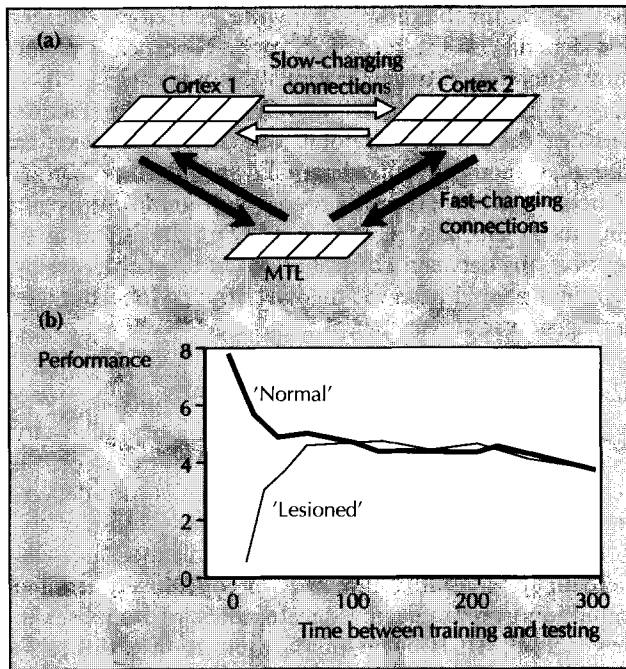 (a)
Slow-changing
connections
Cortex 1
Cortex 2
Fast-changing
connections
MTL
(b)
Performance
8
6
4
2
0
'Normal'
'Lesioned'
0 100 200 300
Time between training and testing